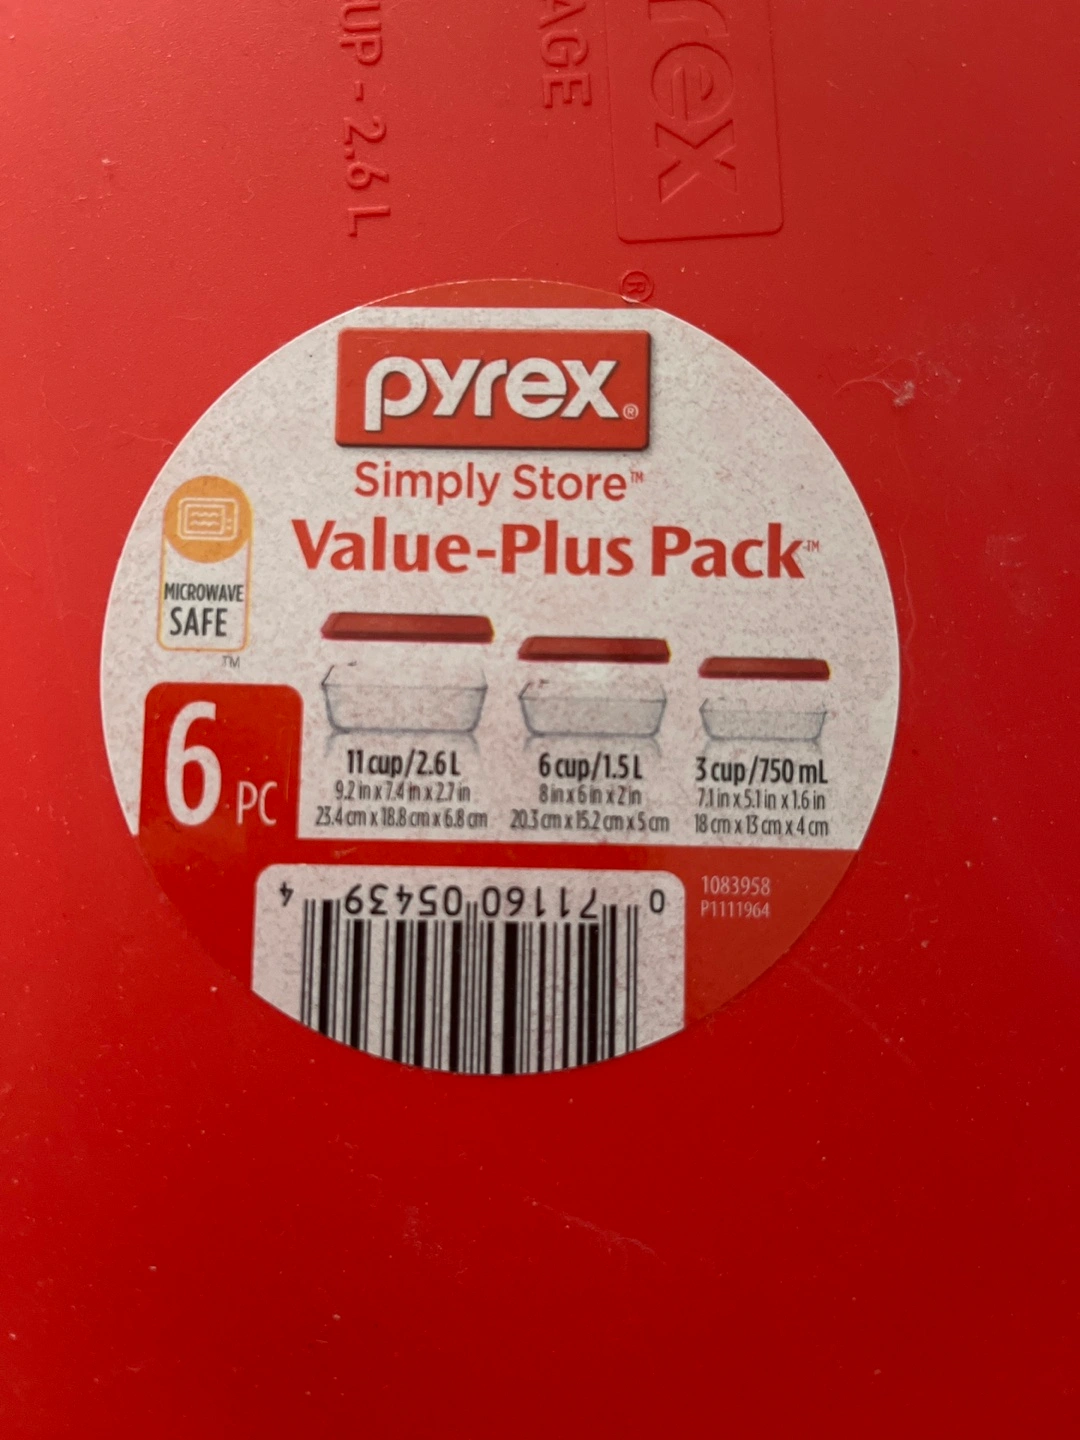 UP - 2.6 L
AGE
rex
®
pyrex®
Simply Store™
Value-Plus Pack™
MICROWAVE
SAFE
™
6 PC
11 cup/2.6 L
9.2 in x 7.4 in x 2.7 in
23.4 cm x 18.8 cm x 6.8 cm
6 cup/1.5 L
8 in x 6 in x 2 in
20.3 cm x 15.2 cm x 5 cm
3 cup/750 mL
7.1 in x 5.1 in x 1.6 in
18 cm x 13 cm x 4 cm
1083958
P1111964
0 71160 05439 4